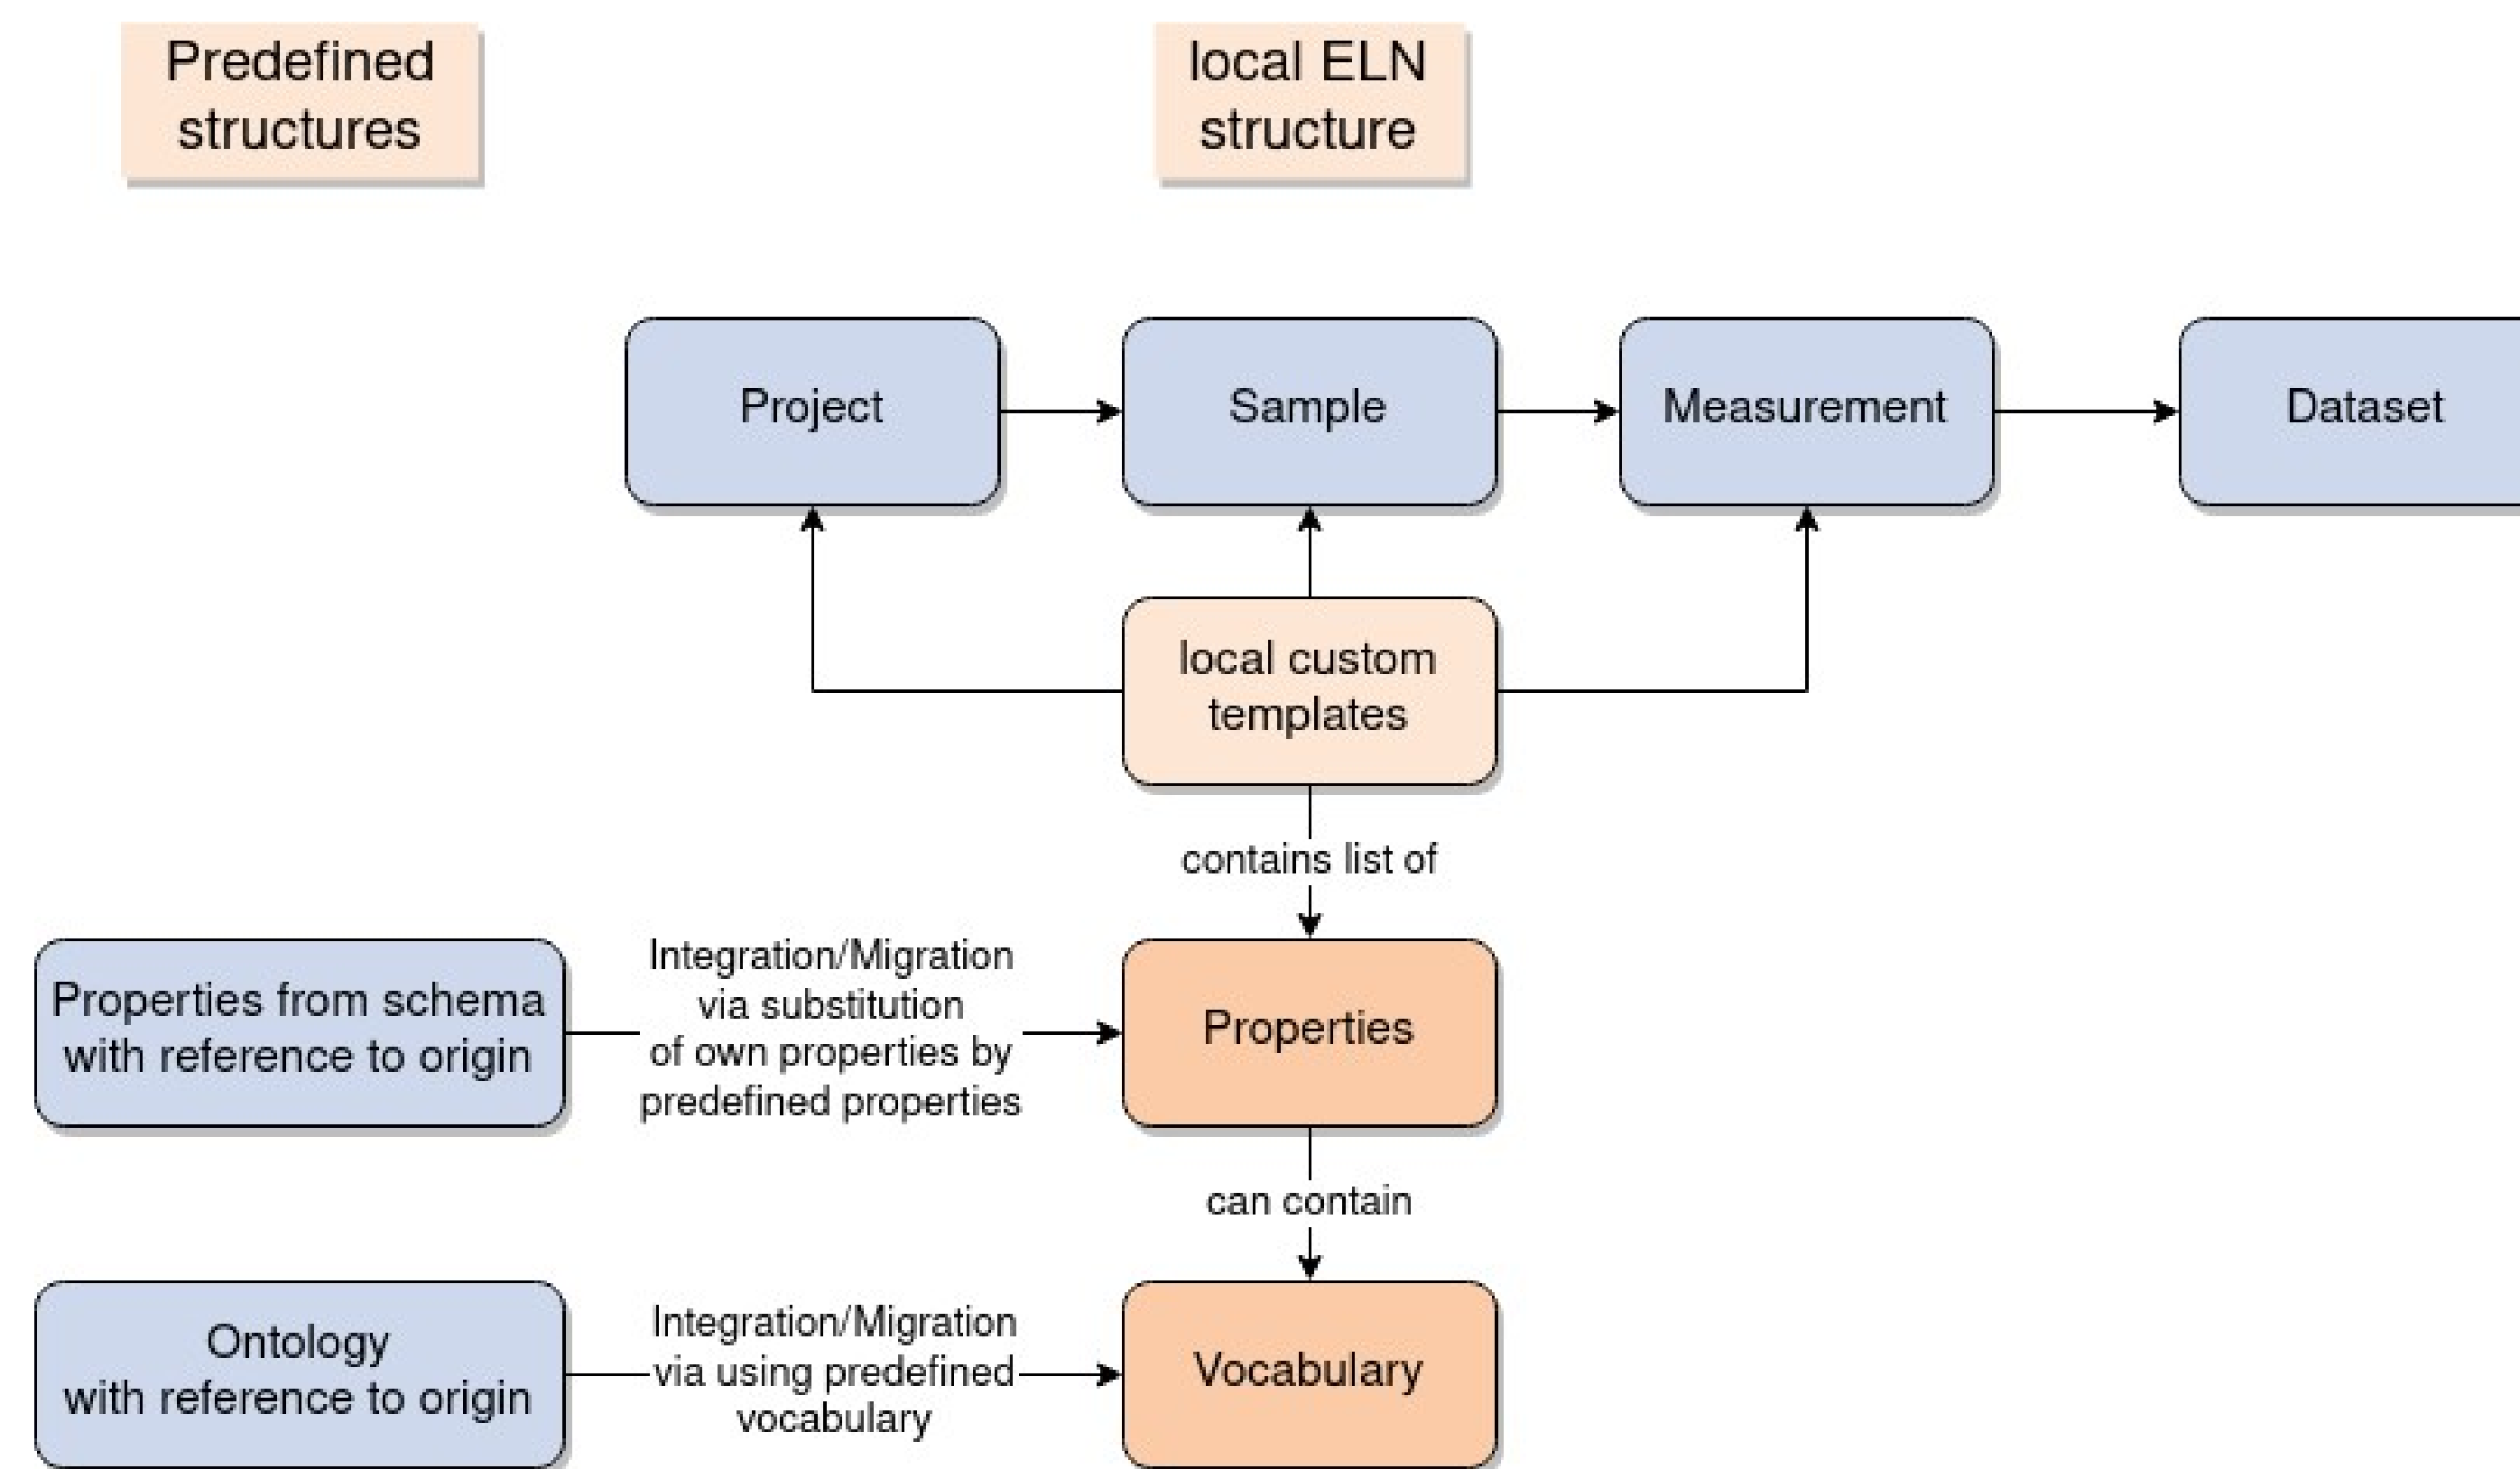 Predefined
structures
local ELN
structure
Project
Sample
Measurement
Dataset
local custom
templates
contains list of
Properties from schema
with reference to origin
Integration/Migration
via substitution
of own properties by
predefined properties
Properties
can contain
Ontology
with reference to origin
Integration/Migration
via using predefined
vocabulary
Vocabulary